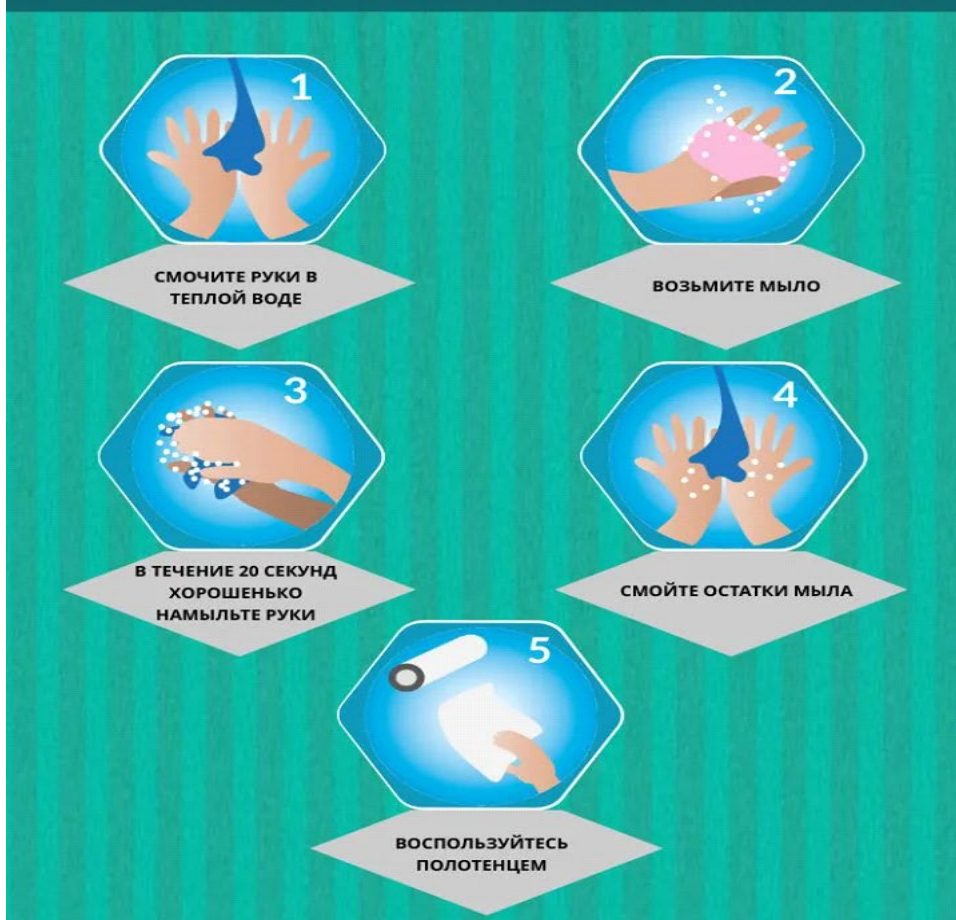 1
СМОЧИТЕ РУКИ В
ТЕПЛОЙ ВОДЕ
2
ВОЗЬМИТЕ МЫЛО
3
В ТЕЧЕНИЕ 20 СЕКУНД
ХОРОШЕНЬКО
НАМЫЛЬТЕ РУКИ
4
СМОЙТЕ ОСТАТКИ МЫЛА
5
ВОСПОЛЬЗУЙТЕСЬ
ПОЛОТЕНЦЕМ